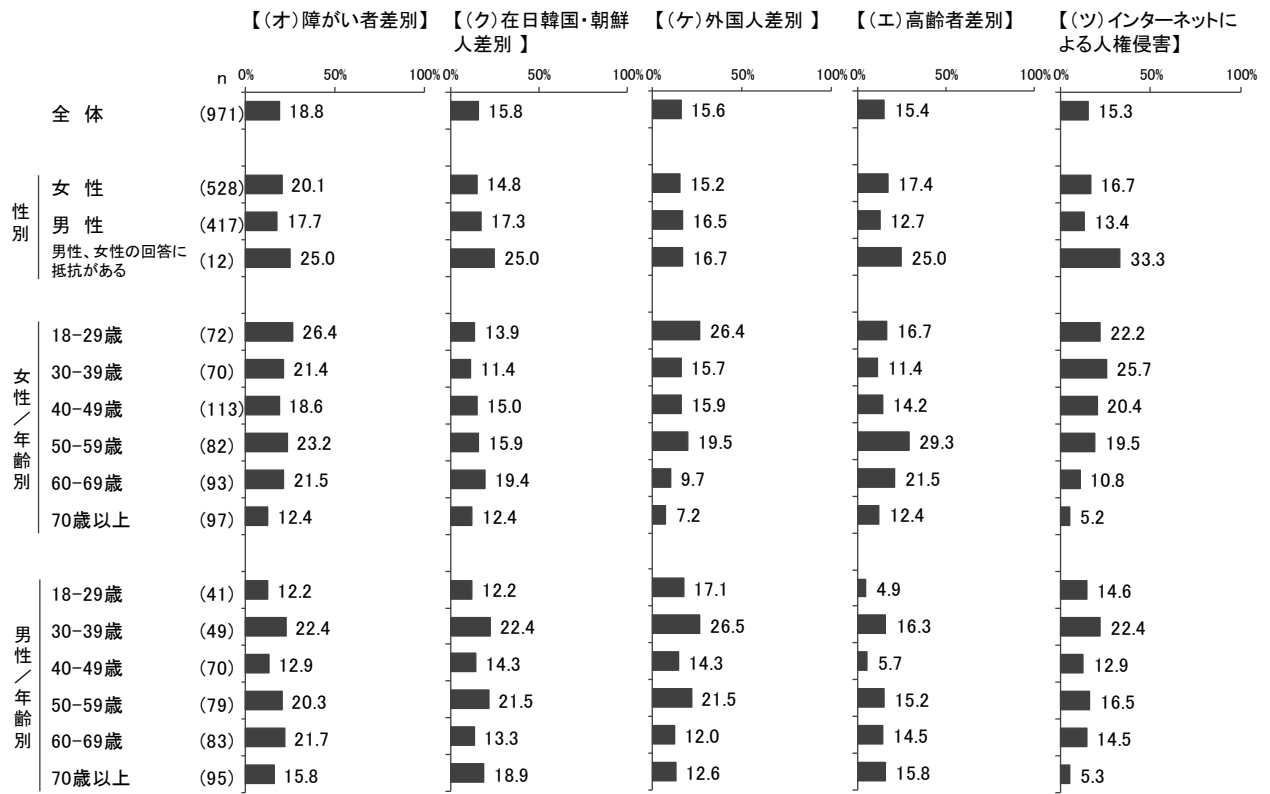 【(オ)障がい者差別】 【(ク)在日韓国・朝鮮 【(ケ)外国人差別 】 【(エ)高齢者差別】 【(ツ)インターネットに
人差別 】 よる人権侵害】
n 0% 50% 100% 0% 50% 100% 0% 50% 100% 0% 50% 100% 0% 50% 100%
全 体 (971) 18.8 15.8 15.6 15.4 15.3
性別
女 性 (528) 20.1 14.8 15.2 17.4 16.7
男 性 (417) 17.7 17.3 16.5 12.7 13.4
男性、女性の回答に
抵抗がある (12) 25.0 25.0 16.7 25.0 33.3
女性/年齢別
18-29歳 (72) 26.4 13.9 26.4 16.7 22.2
30-39歳 (70) 21.4 11.4 15.7 11.4 25.7
40-49歳 (113) 18.6 15.0 15.9 14.2 20.4
50-59歳 (82) 23.2 15.9 19.5 29.3 19.5
60-69歳 (93) 21.5 19.4 9.7 21.5 10.8
70歳以上 (97) 12.4 12.4 7.2 12.4 5.2
男性/年齢別
18-29歳 (41) 12.2 12.2 17.1 4.9 14.6
30-39歳 (49) 22.4 22.4 26.5 16.3 22.4
40-49歳 (70) 12.9 14.3 14.3 5.7 12.9
50-59歳 (79) 20.3 21.5 21.5 15.2 16.5
60-69歳 (83) 21.7 13.3 12.0 14.5 14.5
70歳以上 (95) 15.8 18.9 12.6 15.8 5.3